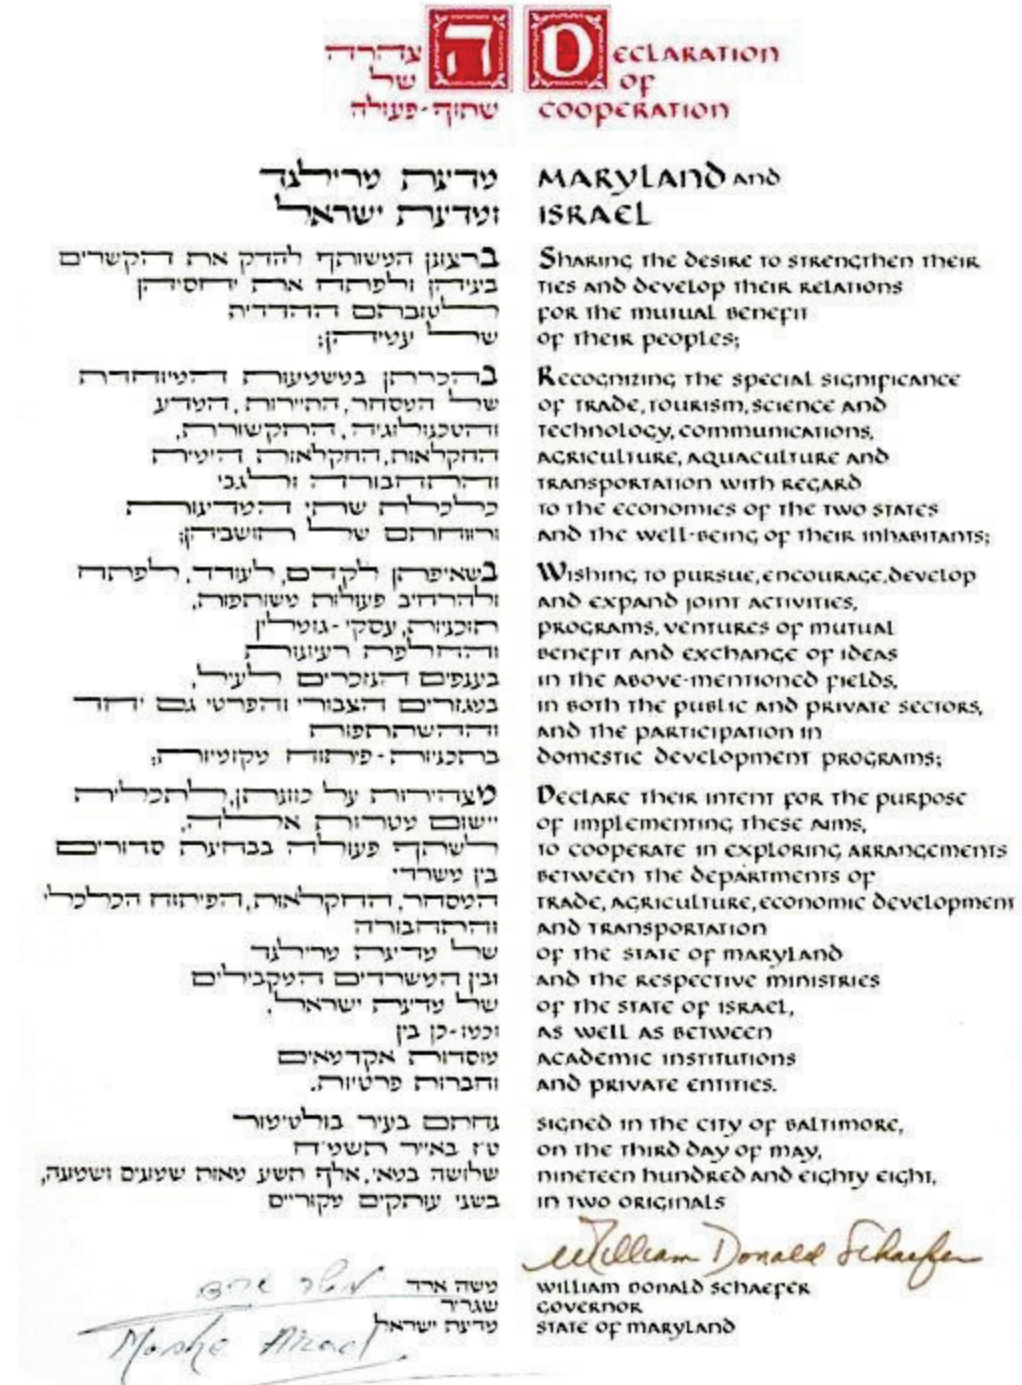 הצהרה
של
שתוף-פעולה
מדינת מרילנד
ומדינת ישראל
ברצונן המשותף להדק את הקשרים
ביניהן ולפתח את יחסיהן
לטובתם ההדדית
של עמיהן;
בהכרתן במשמעות המיוחדת
של המסחר, התיירות, המדע
והטכנולוגיה, התקשורת,
החקלאות, החקלאות הימית
והתחבורה ולגבי
כלכלת שתי המדינות
ורווחתם של תושביהן;
בשאיפתן לקדם, לעודד, לפתח
ולהרחיב פעולות משותפות,
תוכניות, עסקי-גומלין
והחלפת רעיונות
בענפים הנזכרים לעיל,
במגזרים הצבורי והפרטי גם יחד
וההשתתפות
בתכניות-פיתוח מקומיות;
מצהירות על כוונתן, לתכלית
יישום מטרות אלה,
לשתף פעולה בבחינת סדורים
בין משרדי
המסחר, החקלאות, הפיתוח הכלכלי
והתחבורה
של מדינת מרילנד
ובין המשרדים המקבילים
של מדינת ישראל,
וכמו-כן בין
מוסדות אקדמאים
וחברות פרטיות.
נחתם בעיר בולטימור
ט"ז באייר תשמ"ח
שלושה במאי, אלף תשע מאות שמונים ושמונה,
בשני עותקים מקוריים
משה ארד
Moshe Arad
משה ארד
שגריר
מדינת ישראל
Declaration
of
Cooperation
Maryland and
Israel
Sharing the desire to strengthen their
ties and develop their relations
for the mutual benefit
of their peoples;
Recognizing the special significance
of trade, tourism, science and
technology, communications,
agriculture, aquaculture and
transportation with regard
to the economies of the two states
and the well-being of their inhabitants;
Wishing to pursue, encourage, develop
and expand joint activities,
programs, ventures of mutual
benefit and exchange of ideas
in the above-mentioned fields,
in both the public and private sectors,
and the participation in
domestic development programs;
Declare their intent for the purpose
of implementing these aims,
to cooperate in exploring arrangements
between the departments of
trade, agriculture, economic development
and transportation
of the state of Maryland
and the respective ministries
of the state of Israel,
as well as between
academic institutions
and private entities.
signed in the city of Baltimore,
on the third day of may,
nineteen hundred and eighty eight,
in two originals
William Donald Schaefer
William Donald Schaefer
Governor
State of Maryland